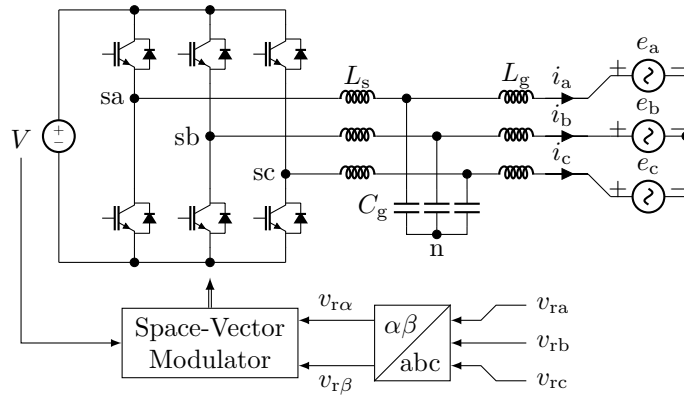 e_a
L_s
L_g
i_a
+
−
sa
e_b
i_b
+
−
V
+
−
sb
e_c
i_c
+
−
sc
C_g
n
v_rα
v_ra
Space-Vector
Modulator
αβ
abc
v_rb
v_rβ
v_rc